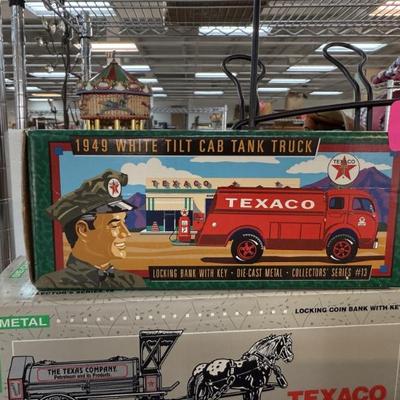 1949 WHITE TILT CAB TANK TRUCK
TEXACO
TEXACO
LOCKING BANK WITH KEY • DIE-CAST METAL • COLLECTORS' SERIES #13
METAL
LOCKING COIN BANK WITH KEY
THE TEXAS COMPANY
Petroleum and its Products
TEXACO